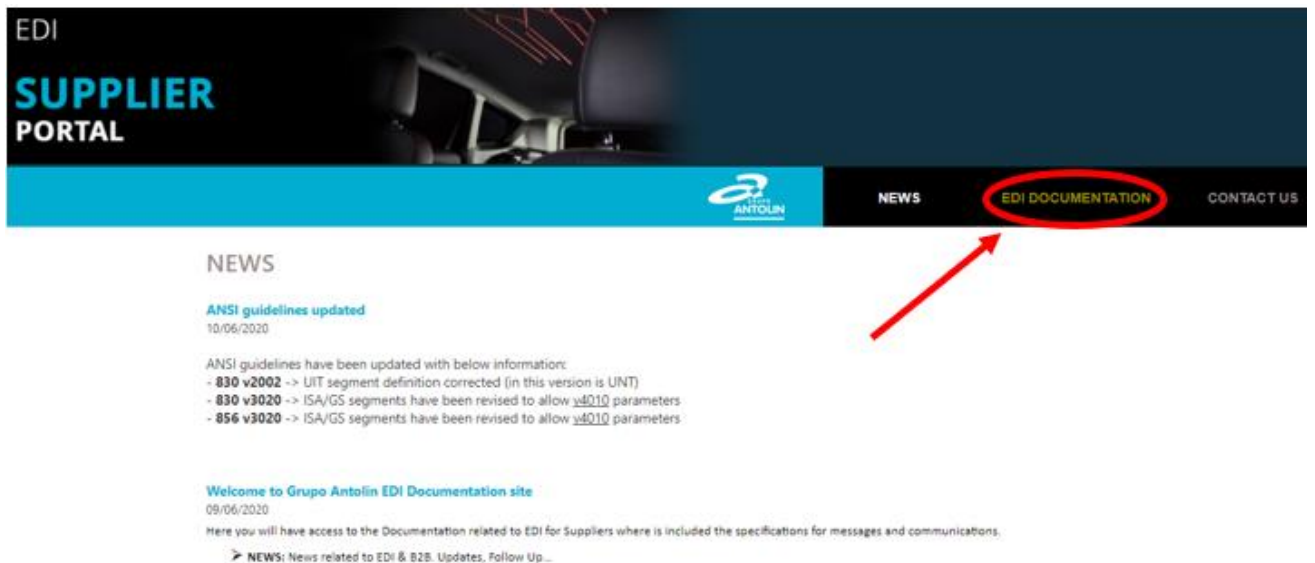 EDI
SUPPLIER
PORTAL
GRUPO
ANTOLIN
NEWS
EDI DOCUMENTATION
CONTACT US
NEWS
ANSI guidelines updated
10/06/2020
ANSI guidelines have been updated with below information:
- 830 v2002 -> UIT segment definition corrected (in this version is UNT)
- 830 v3020 -> ISA/GS segments have been revised to allow v4010 parameters
- 856 v3020 -> ISA/GS segments have been revised to allow v4010 parameters
Welcome to Grupo Antolin EDI Documentation site
09/06/2020
Here you will have access to the Documentation related to EDI for Suppliers where is included the specifications for messages and communications.
➢ NEWS: News related to EDI & B2B. Updates, Follow Up...